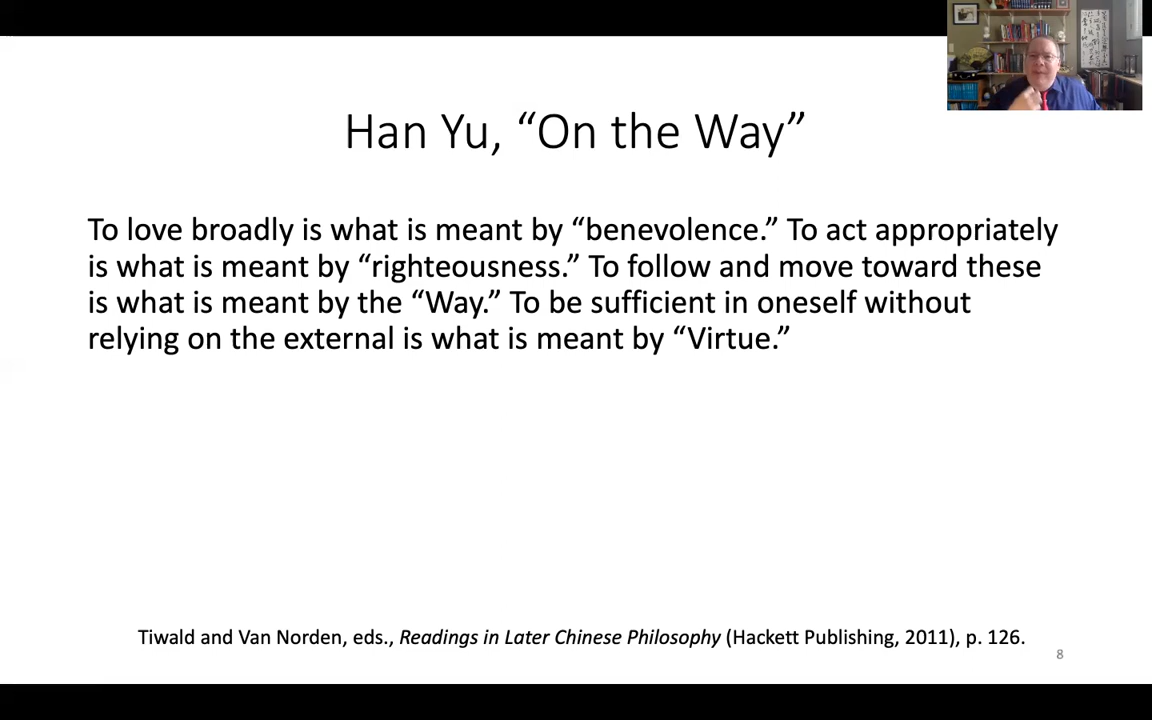 Han Yu, “On the Way”
To love broadly is what is meant by “benevolence.” To act appropriately
is what is meant by “righteousness.” To follow and move toward these
is what is meant by the “Way.” To be sufficient in oneself without
relying on the external is what is meant by “Virtue.”
Tiwald and Van Norden, eds., Readings in Later Chinese Philosophy (Hackett Publishing, 2011), p. 126.
8